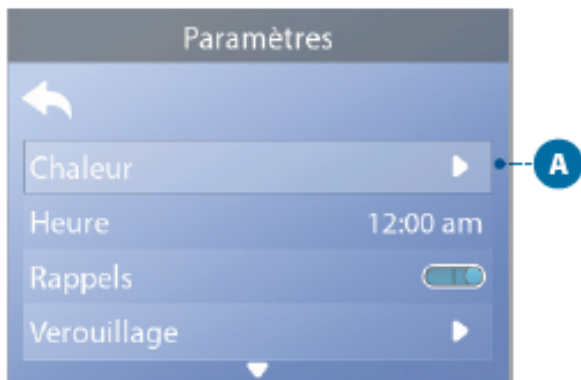 Paramètres
Chaleur
A
Heure 12:00 am
Rappels
Verouillage